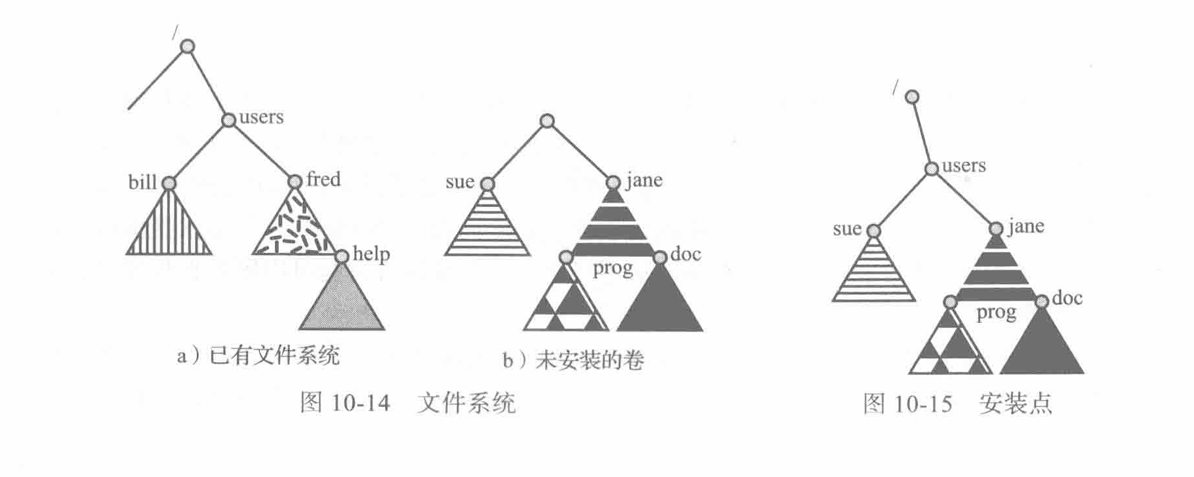 /
users
bill
fred
help
a）已有文件系统
sue
jane
prog
doc
b）未安装的卷
图 10-14 文件系统
/
users
sue
jane
prog
doc
图 10-15 安装点